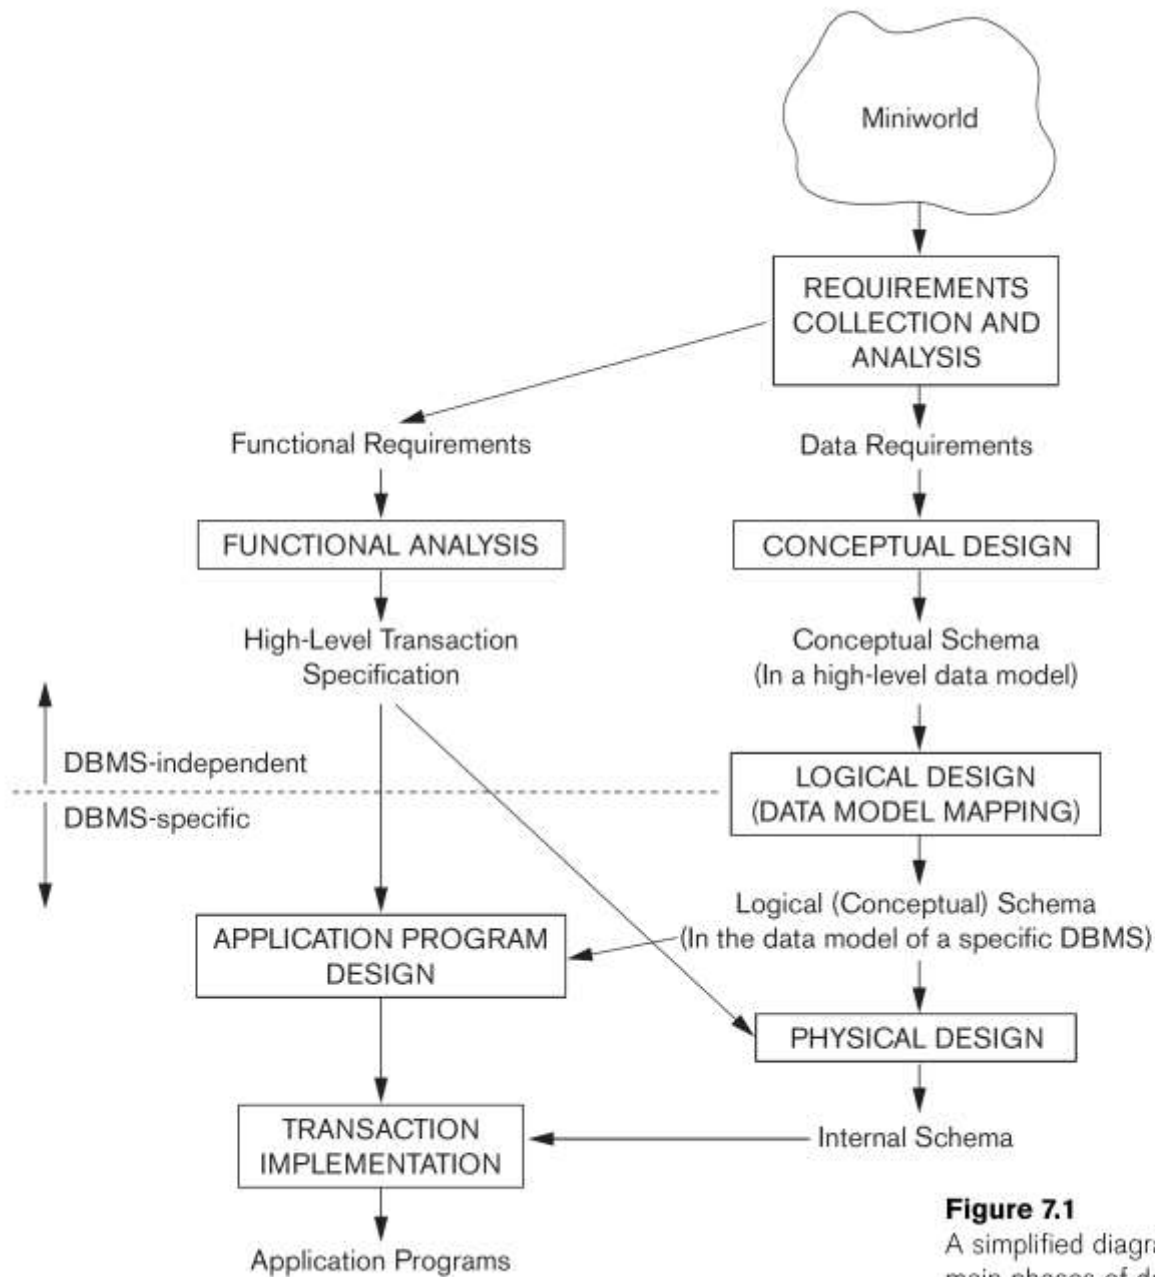 Miniworld
REQUIREMENTS
COLLECTION AND
ANALYSIS
Functional Requirements
Data Requirements
FUNCTIONAL ANALYSIS
CONCEPTUAL DESIGN
High-Level Transaction
Specification
Conceptual Schema
(In a high-level data model)
DBMS-independent
LOGICAL DESIGN
(DATA MODEL MAPPING)
DBMS-specific
Logical (Conceptual) Schema
(In the data model of a specific DBMS)
APPLICATION PROGRAM
DESIGN
PHYSICAL DESIGN
TRANSACTION
IMPLEMENTATION
Internal Schema
Application Programs
Figure 7.1
A simplified
main phases of